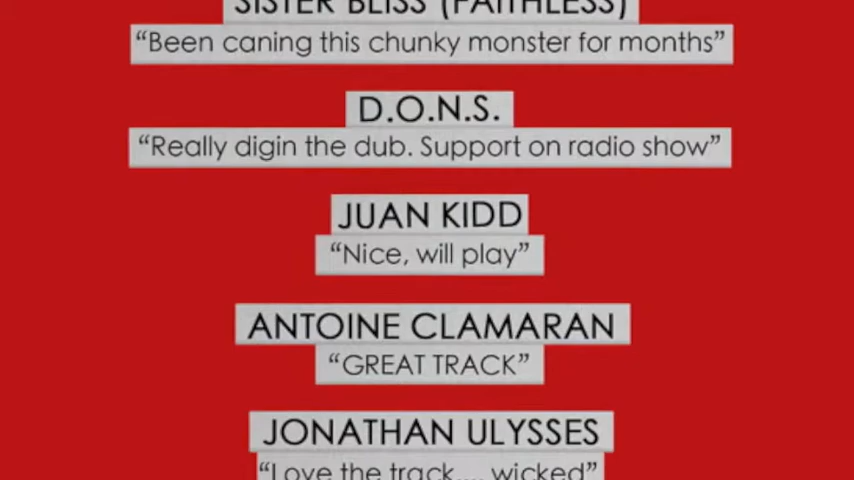 SISTER BLISS (FAITHLESS)
“Been caning this chunky monster for months”
D.O.N.S.
“Really digin the dub. Support on radio show”
JUAN KIDD
“Nice, will play”
ANTOINE CLAMARAN
“GREAT TRACK”
JONATHAN ULYSSES
“Love the track.... wicked”